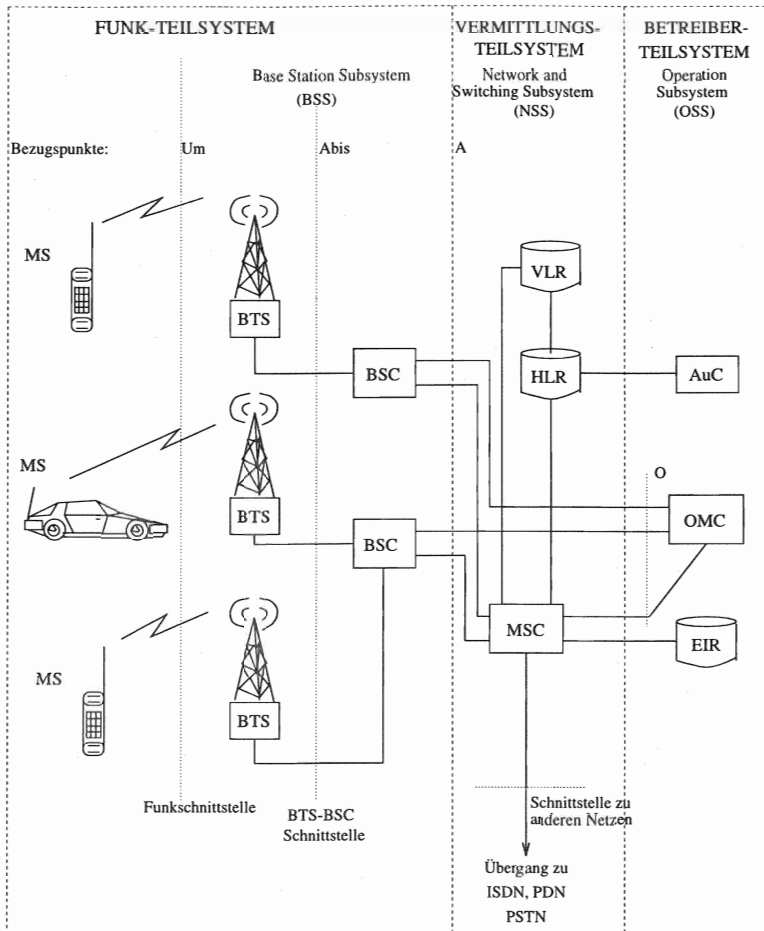 FUNK-TEILSYSTEM
VERMITTLUNGS-
TEILSYSTEM
BETREIBER-
TEILSYSTEM
Base Station Subsystem
(BSS)
Network and
Switching Subsystem
(NSS)
Operation
Subsystem
(OSS)
Bezugspunkte:
Um
Abis
A
MS
BTS
VLR
BSC
HLR
AuC
MS
BTS
BSC
O
OMC
MSC
EIR
MS
BTS
Funkschnittstelle
BTS-BSC
Schnittstelle
Schnittstelle zu
anderen Netzen
Übergang zu
ISDN, PDN
PSTN